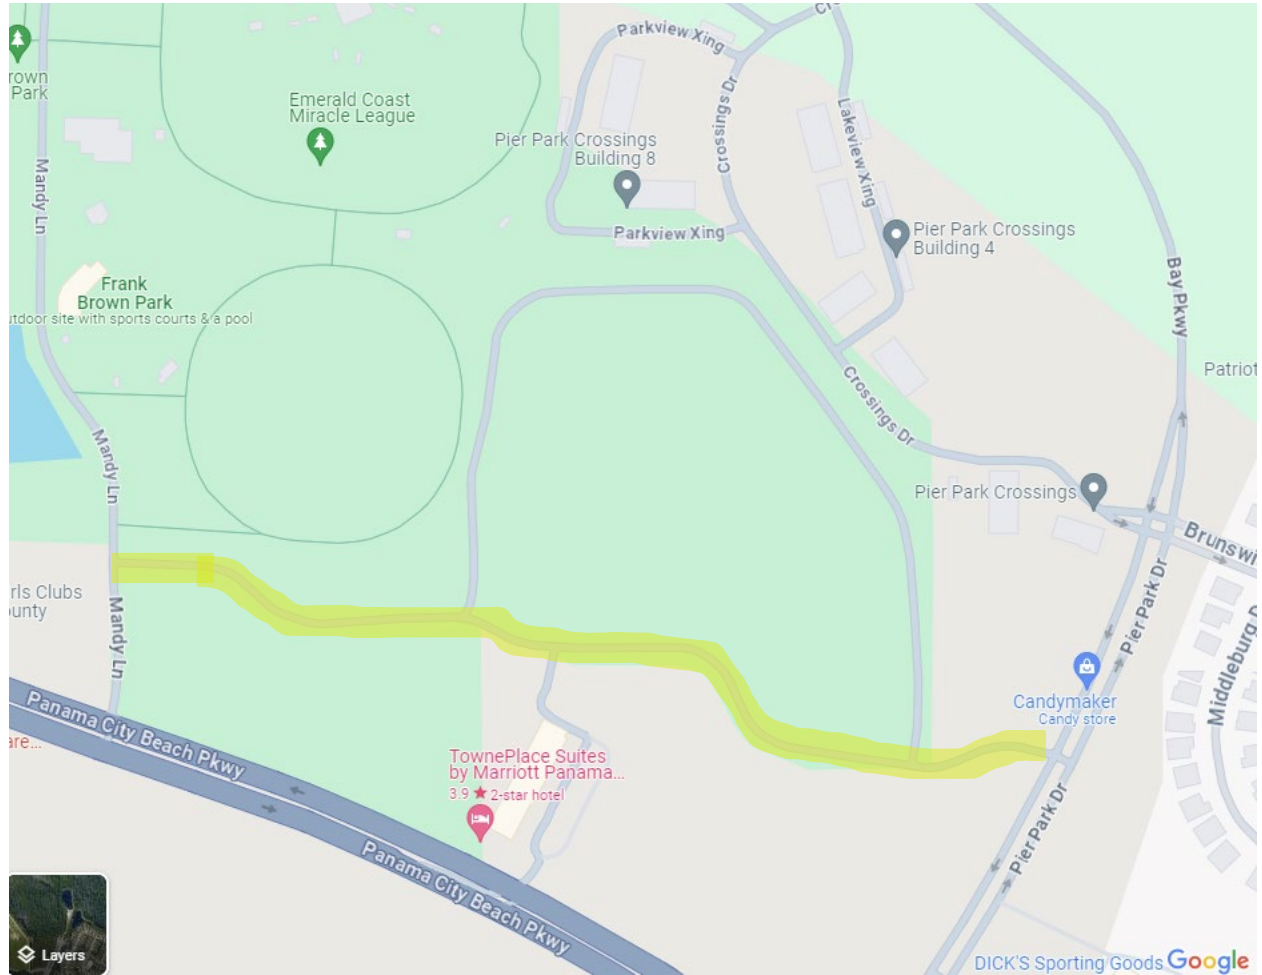 Cr
Parkview Xing
rown
Park
Emerald Coast
Miracle League
Crossings Dr
Lakeview Xing
Pier Park Crossings
Building 8
Mandy Ln
Parkview Xing
Pier Park Crossings
Building 4
Bay Pkwy
Frank
Brown Park
utdoor site with sports courts & a pool
Patriot
Crossings Dr
Mandy Ln
Pier Park Crossings
Brunswi
rls Clubs
ounty
Mandy Ln
Pier Park Dr
Middleburg D
Candymaker
Candy store
Panama City Beach Pkwy
are...
TownePlace Suites
by Marriott Panama...
3.9 ★ 2-star hotel
Pier Park Dr
Panama City Beach Pkwy
Layers
DICK'S Sporting Goods
Google